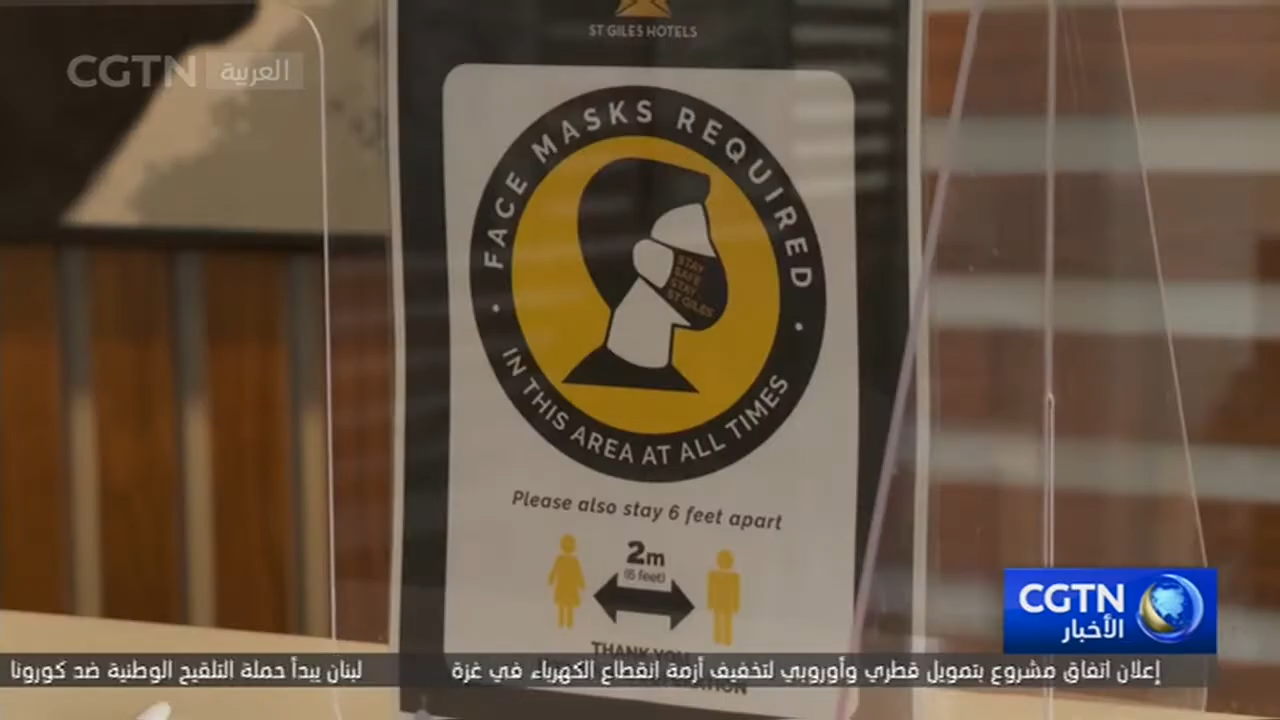 ST GILES HOTELS
CGTN العربية
FACE MASKS REQUIRED
STAY
SAFE
STAY
ST GILES
• IN THIS AREA AT ALL TIMES •
Please also stay 6 feet apart
2m
(6 feet)
THANK YOU
CGTN
الأخبار
إعلان اتفاق مشروع بتمويل قطري وأوروبي لتخفيف أزمة انقطاع الكهرباء في غزة
لبنان يبدأ حملة التلقيح الوطنية ضد كورونا